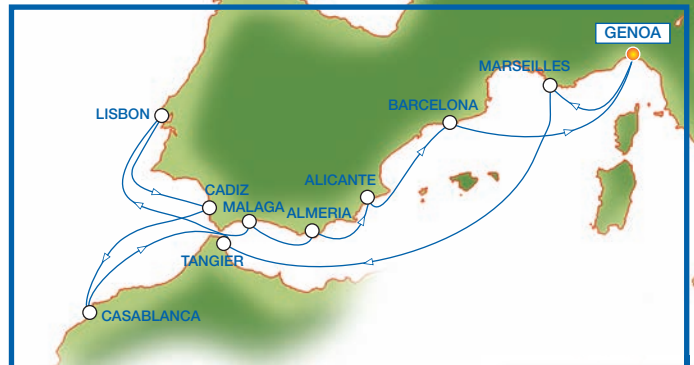 GENOA
MARSEILLES
BARCELONA
LISBON
ALICANTE
CADIZ
MALAGA
ALMERIA
TANGIER
CASABLANCA